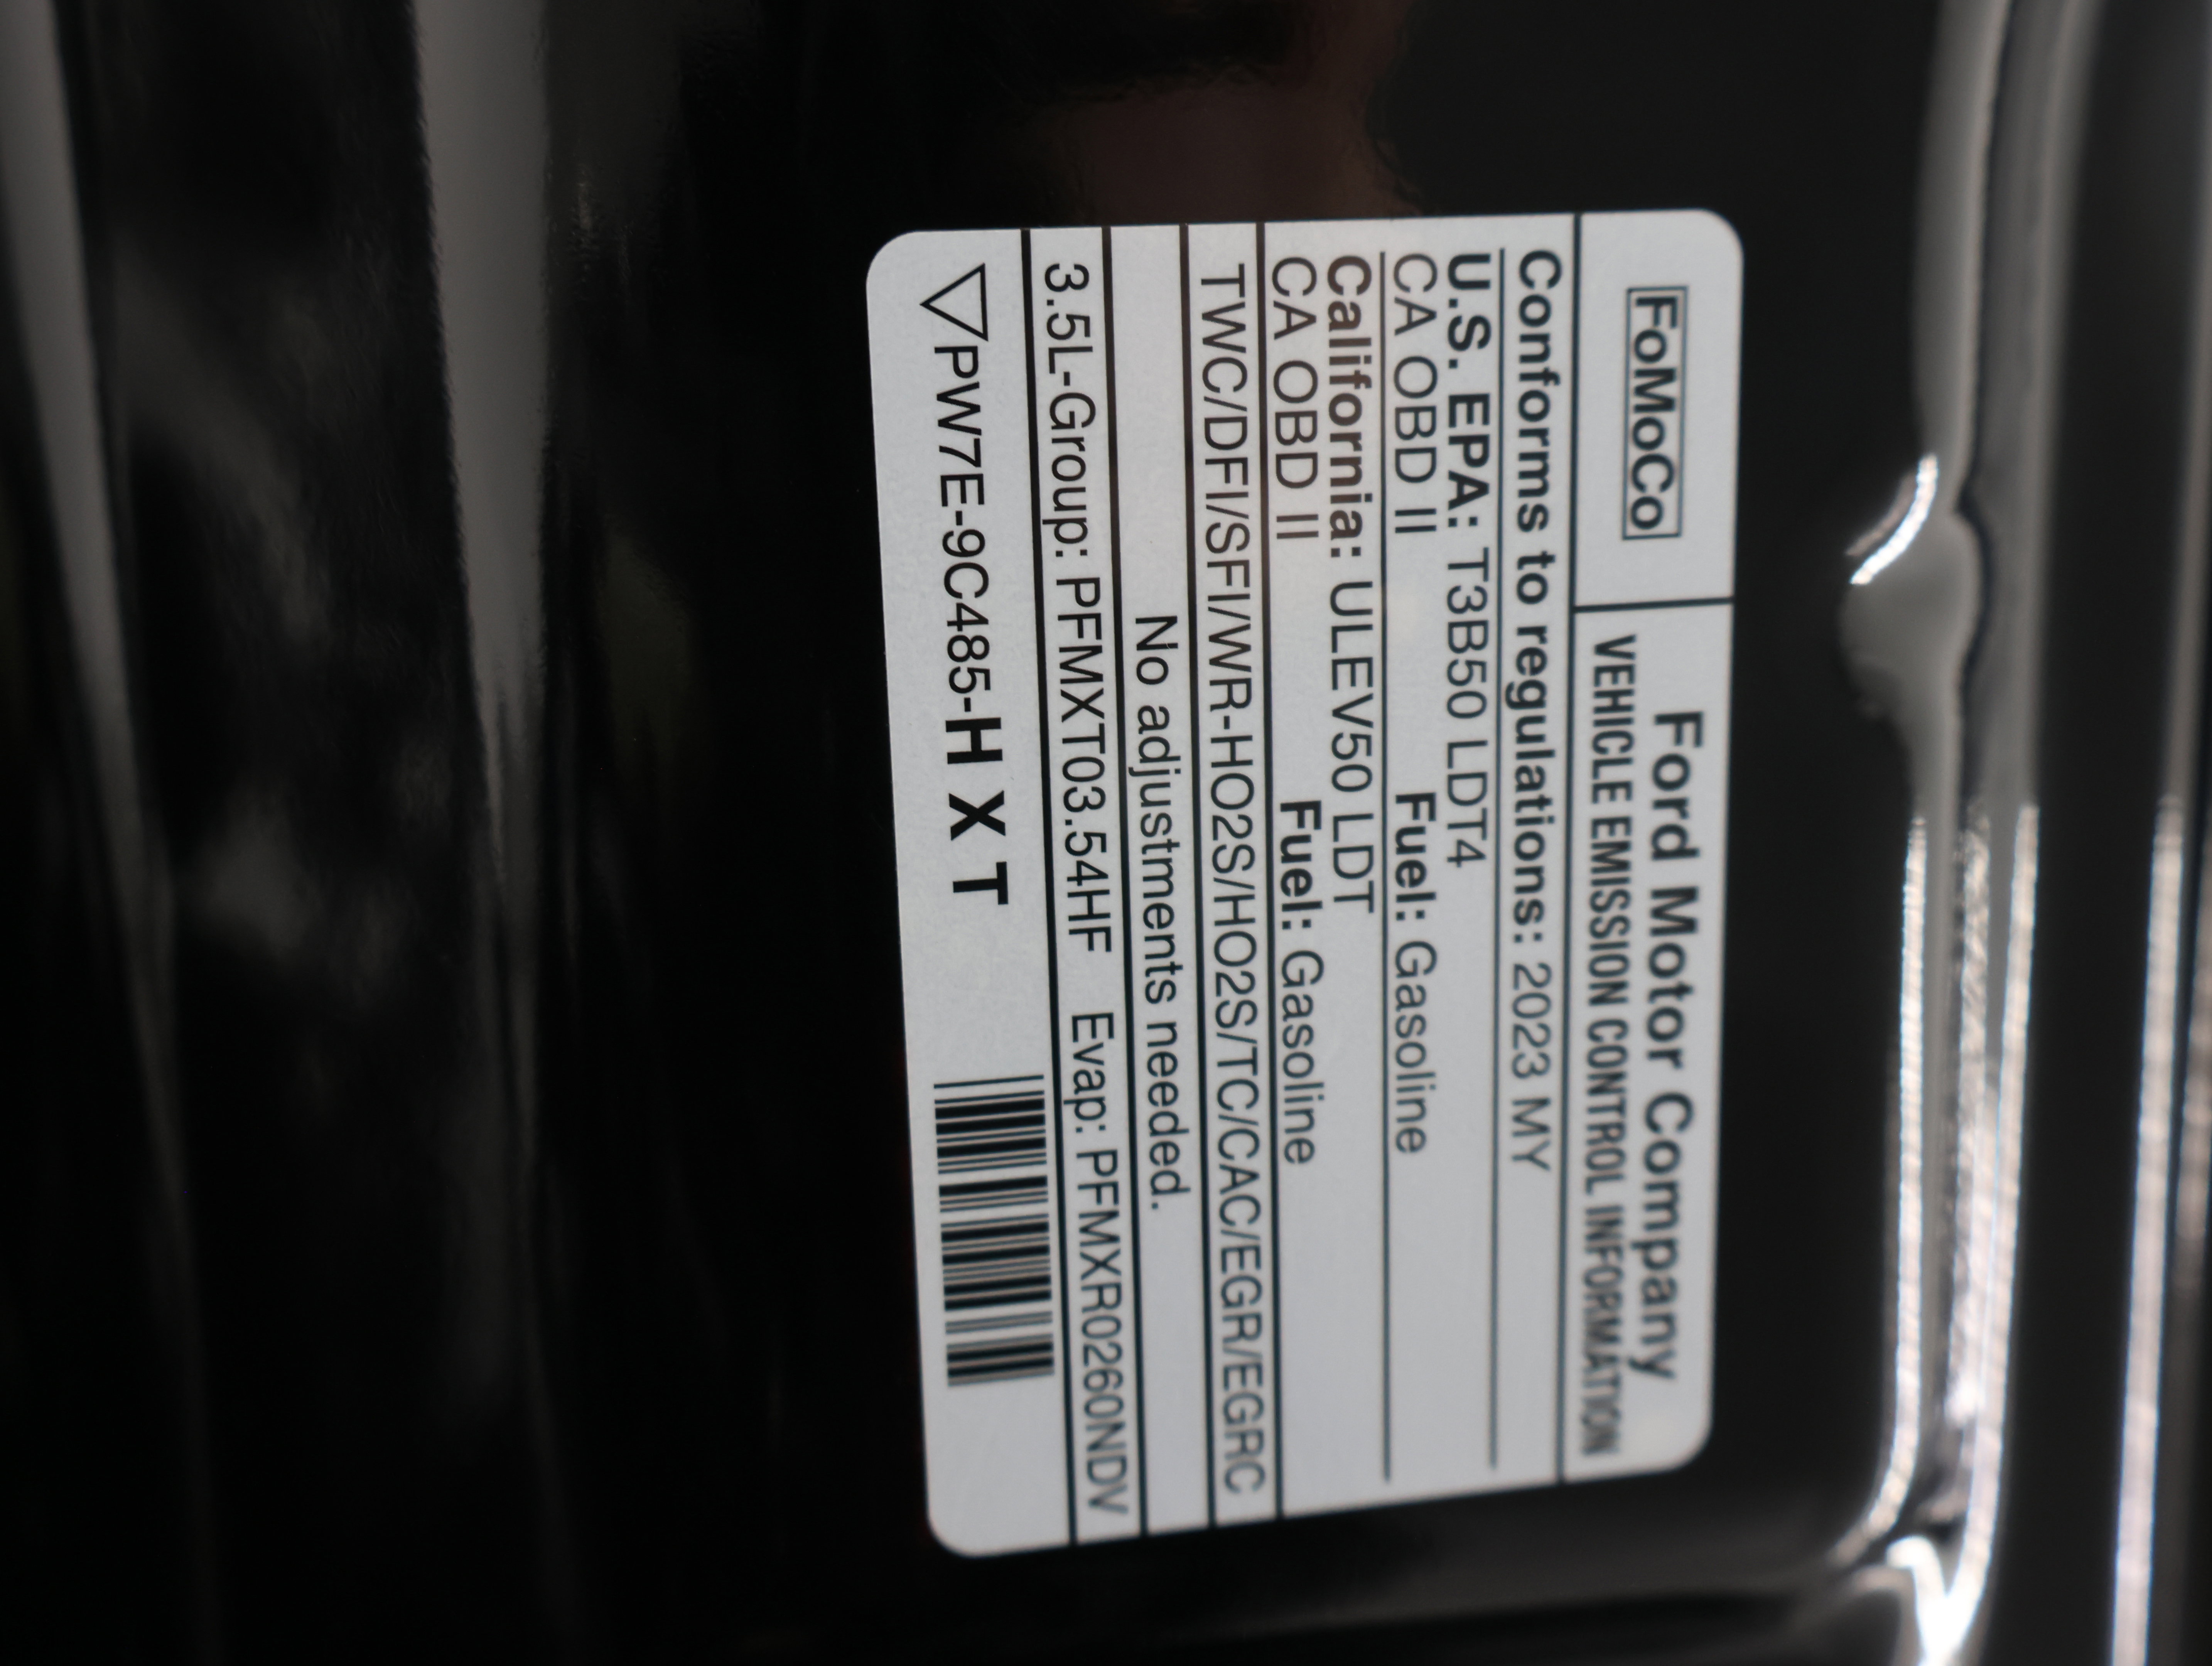 FoMoCo
Ford Motor Company
VEHICLE EMISSION CONTROL INFORMATION
Conforms to regulations: 2023 MY
U.S. EPA: T3B50 LDT4
CA OBD II Fuel: Gasoline
California: ULEV50 LDT
CA OBD II Fuel: Gasoline
TWC/DFI/SFI/WR-HO2S/HO2S/TC/CAC/EGR/EGRC
No adjustments needed.
3.5L-Group: PFMXT03.54HF Evap: PFMXR0260NDV
PW7E-9C485-H X T